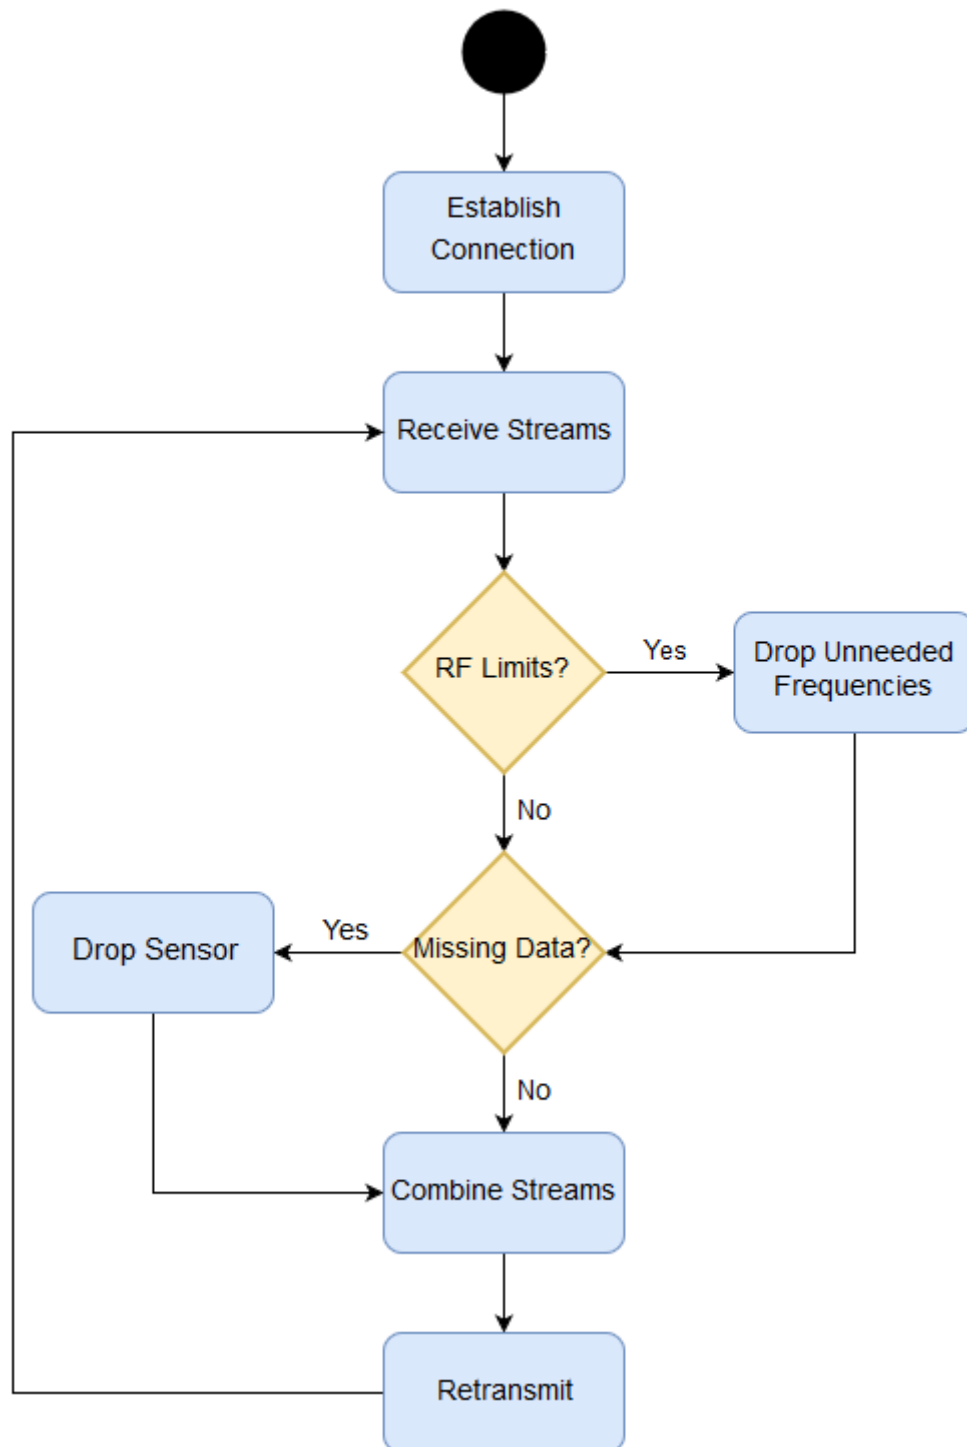 Establish
Connection
Receive Streams
RF Limits?
Yes
Drop Unneeded
Frequencies
No
Missing Data?
Yes
Drop Sensor
No
Combine Streams
Retransmit